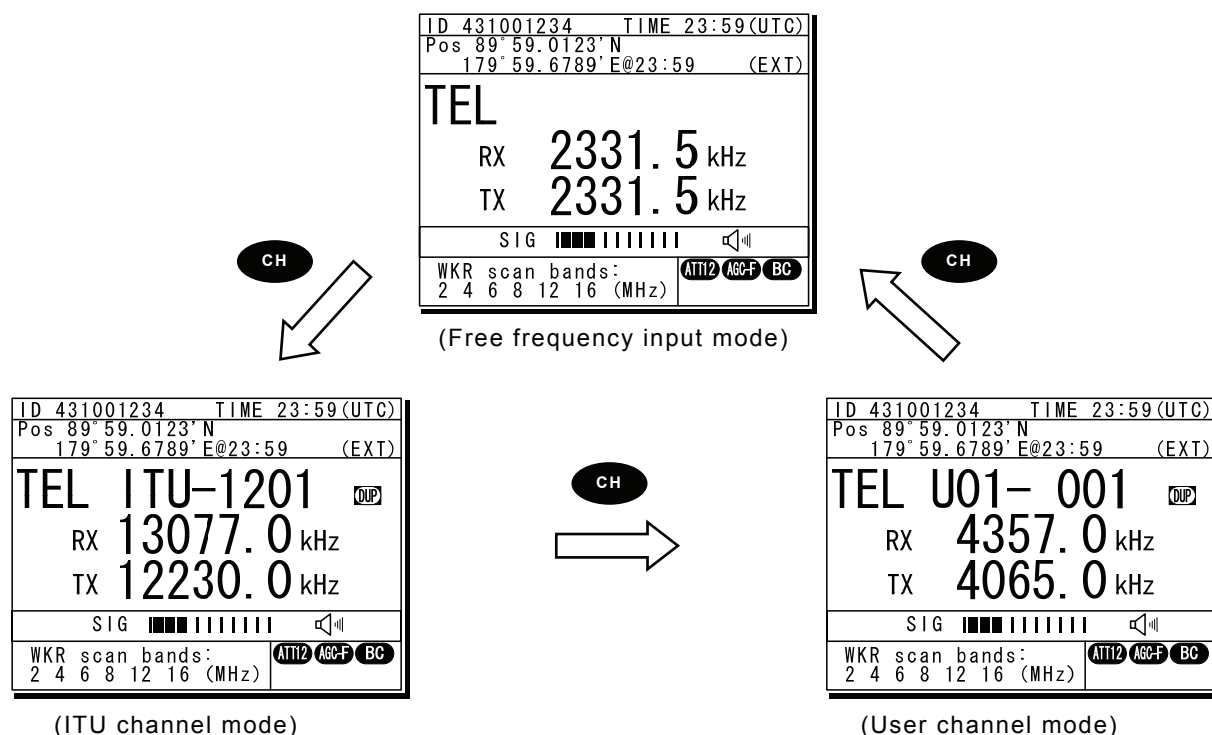 ID 431001234 TIME 23:59(UTC)
Pos 89°59.0123'N
179°59.6789'E@23:59 (EXT)
TEL
RX 2331.5 kHz
TX 2331.5 kHz
SIG
WKR scan bands:
2 4 6 8 12 16 (MHz)
ATT12 AGC-F BC
(Free frequency input mode)
CH
CH
ID 431001234 TIME 23:59(UTC)
Pos 89°59.0123'N
179°59.6789'E@23:59 (EXT)
TEL ITU-1201 DUP
RX 13077.0 kHz
TX 12230.0 kHz
SIG
WKR scan bands:
2 4 6 8 12 16 (MHz)
ATT12 AGC-F BC
(ITU channel mode)
CH
ID 431001234 TIME 23:59(UTC)
Pos 89°59.0123'N
179°59.6789'E@23:59 (EXT)
TEL U01- 001 DUP
RX 4357.0 kHz
TX 4065.0 kHz
SIG
WKR scan bands:
2 4 6 8 12 16 (MHz)
ATT12 AGC-F BC
(User channel mode)